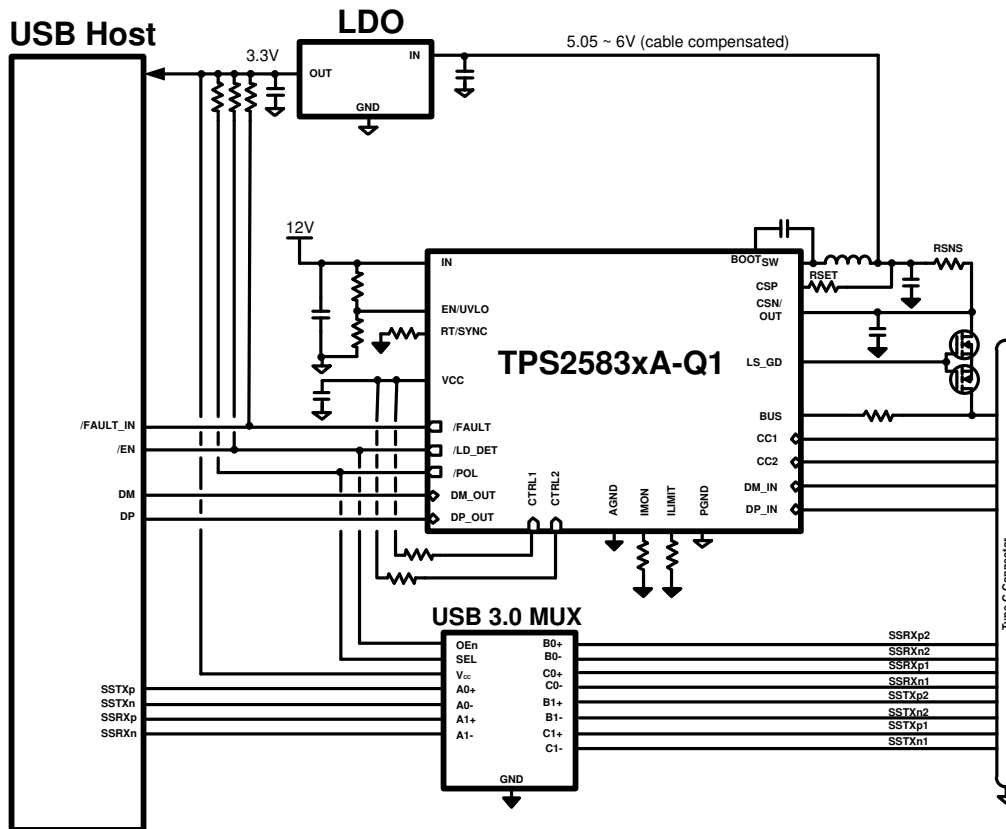 USB Host
LDO
IN
5.05 ~ 6V (cable compensated)
3.3V
OUT
GND
12V
BOOT
SW
IN
RSNS
RSET
CSP
EN/UVLO
CSN/
OUT
RT/SYNC
TPS2583xA-Q1
LS_GD
VCC
BUS
/FAULT_IN
/FAULT
CC1
/EN
/LD_DET
CC2
/POL
CTRL1
CTRL2
AGND
IMON
ILIMIT
PGND
DM
DM_OUT
DM_IN
DP
DP_OUT
DP_IN
Type C Connector
USB 3.0 MUX
OEn
B0+
SSRXp2
SEL
B0-
SSRXn2
Vcc
C0+
SSRXp1
SSTXp
A0+
C0-
SSRXn1
SSTXn
A0-
B1+
SSTXp2
SSRXp
A1+
B1-
SSTXn2
SSRXn
A1-
C1+
SSTXp1
C1-
SSTXn1
GND